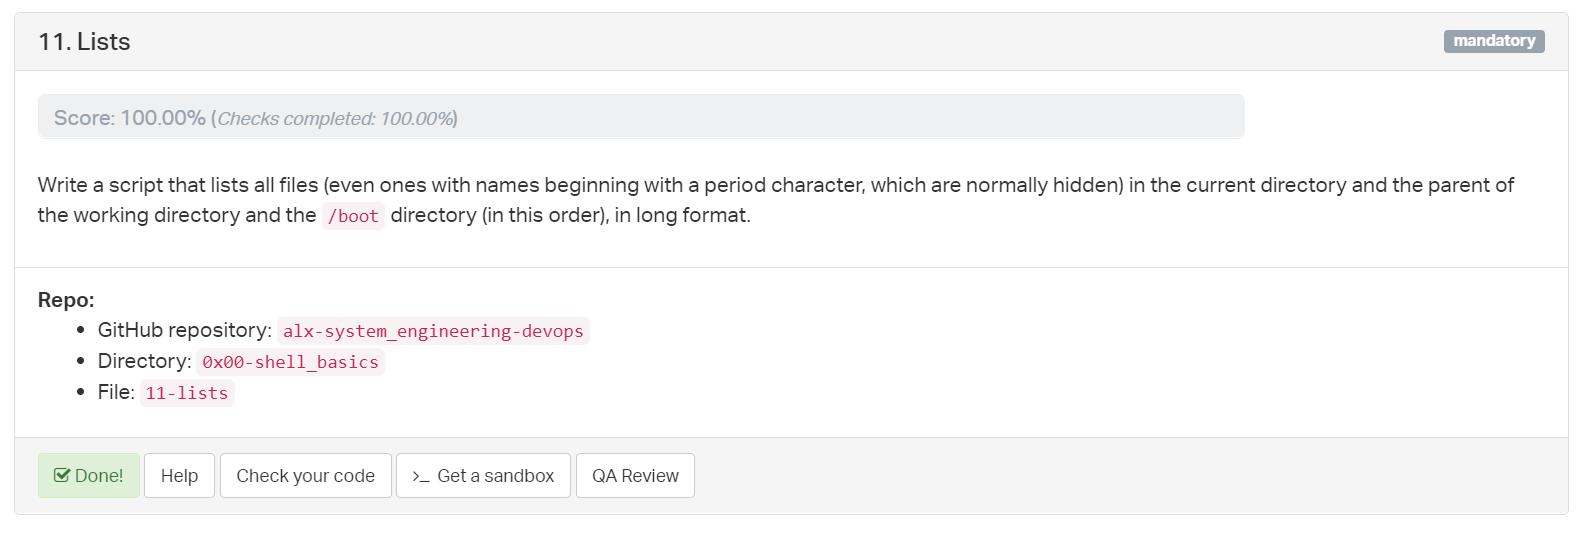 11. Lists
mandatory
Score: 100.00% (Checks completed: 100.00%)
Write a script that lists all files (even ones with names beginning with a period character, which are normally hidden) in the current directory and the parent of
the working directory and the /boot directory (in this order), in long format.
Repo:
• GitHub repository: alx-system_engineering-devops
• Directory: 0x00-shell_basics
• File: 11-lists
Done! Help Check your code >_ Get a sandbox QA Review